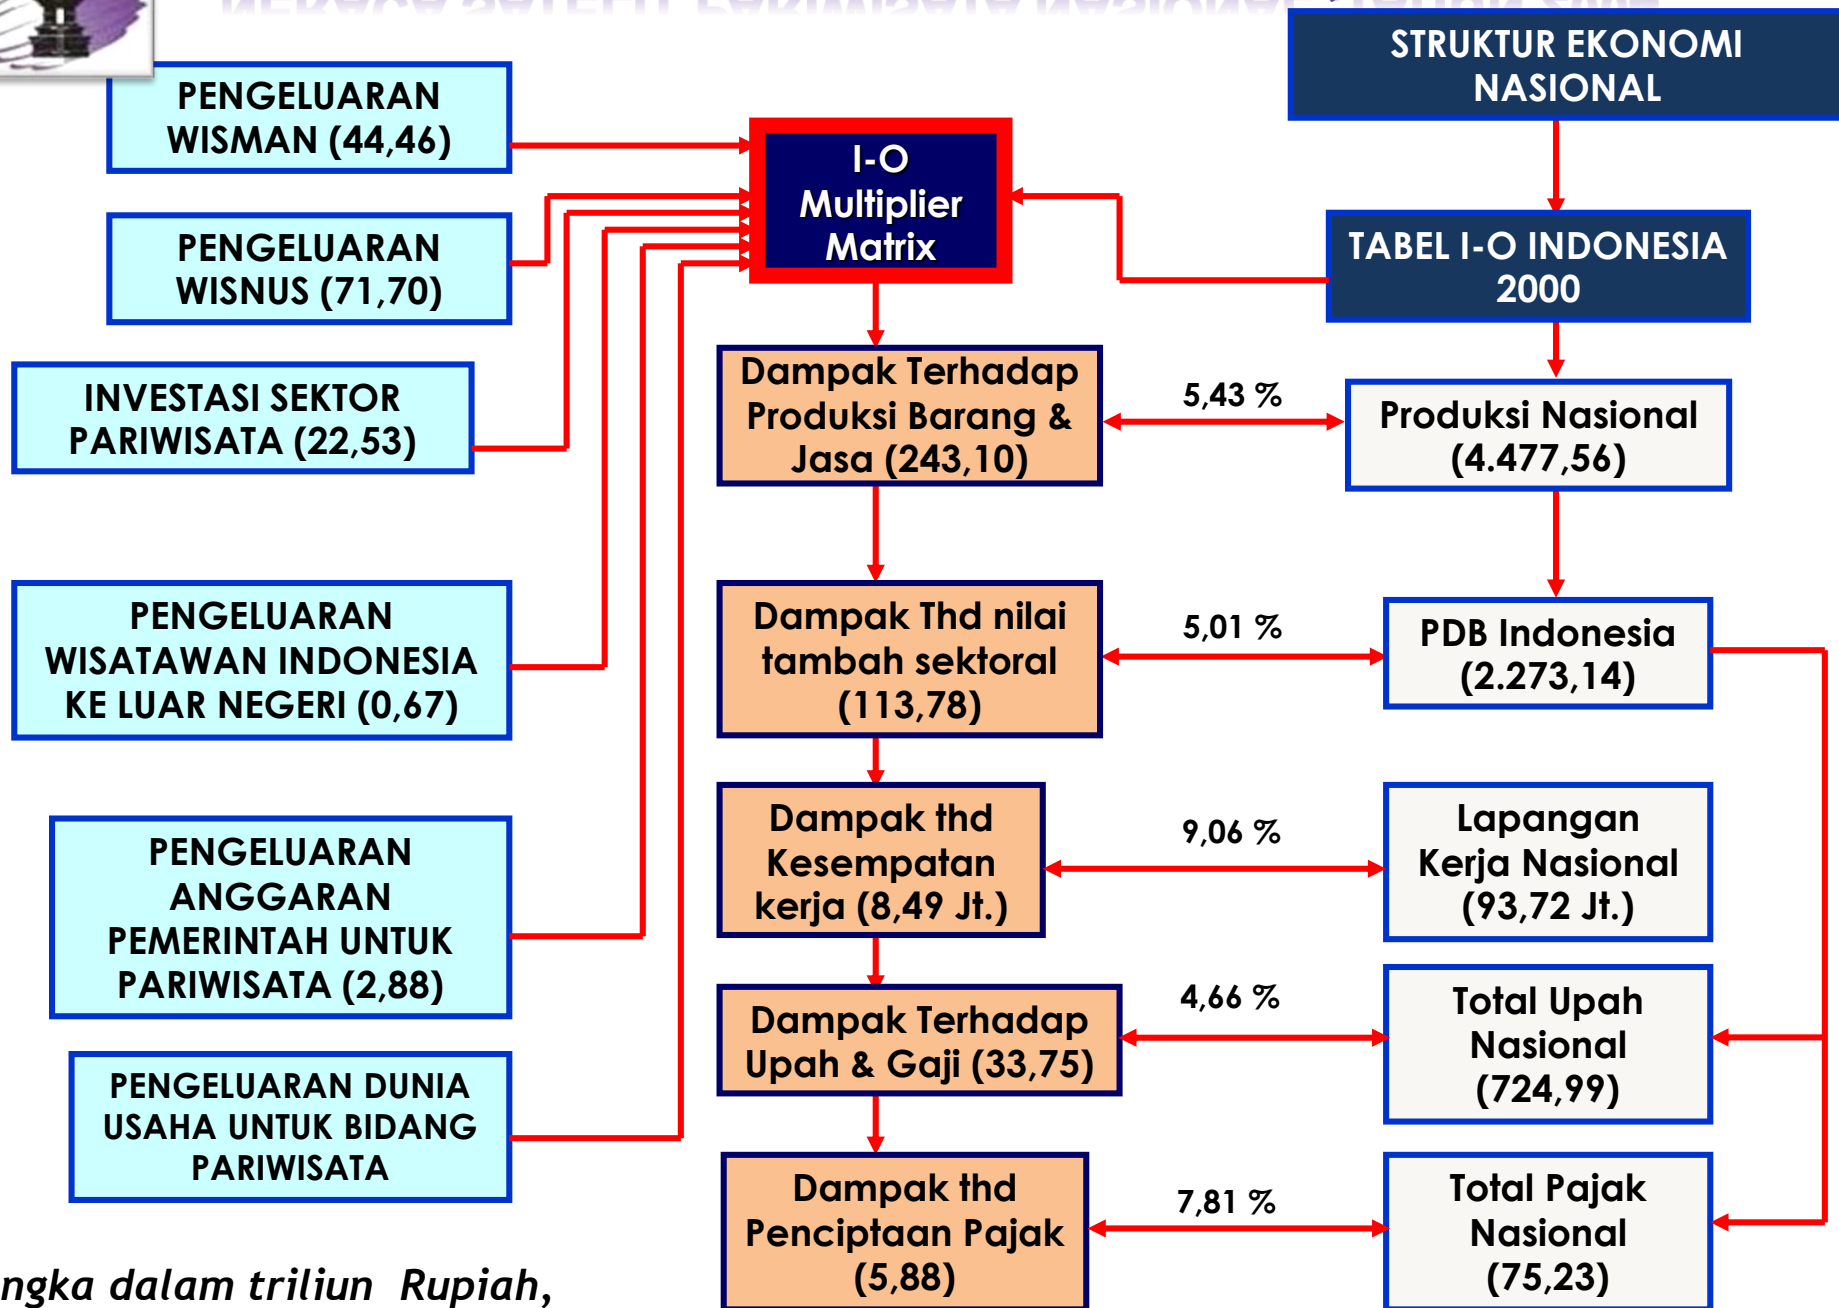 PENGELUARAN
WISMAN (44,46)
PENGELUARAN
WISNUS (71,70)
INVESTASI SEKTOR
PARIWISATA (22,53)
PENGELUARAN
WISATAWAN INDONESIA
KE LUAR NEGERI (0,67)
PENGELUARAN
ANGGARAN
PEMERINTAH UNTUK
PARIWISATA (2,88)
PENGELUARAN DUNIA
USAHA UNTUK BIDANG
PARIWISATA
I-O
Multiplier
Matrix
Dampak Terhadap
Produksi Barang &
Jasa (243,10)
Dampak Thd nilai
tambah sektoral
(113,78)
Dampak thd
Kesempatan
kerja (8,49 Jt.)
Dampak Terhadap
Upah & Gaji (33,75)
Dampak thd
Penciptaan Pajak
(5,88)
5,43 %
5,01 %
9,06 %
4,66 %
7,81 %
STRUKTUR EKONOMI
NASIONAL
TABEL I-O INDONESIA
2000
Produksi Nasional
(4.477,56)
PDB Indonesia
(2.273,14)
Lapangan
Kerja Nasional
(93,72 Jt.)
Total Upah
Nasional
(724,99)
Total Pajak
Nasional
(75,23)
ngka dalam triliun Rupiah,